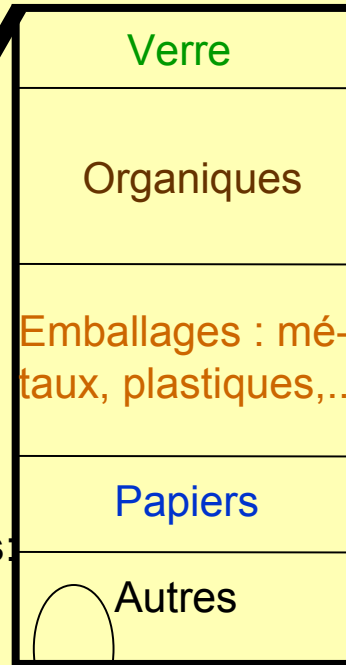 Verre
Organiques
Emballages : mé-
taux, plastiques,..
Papiers
s:
Autres